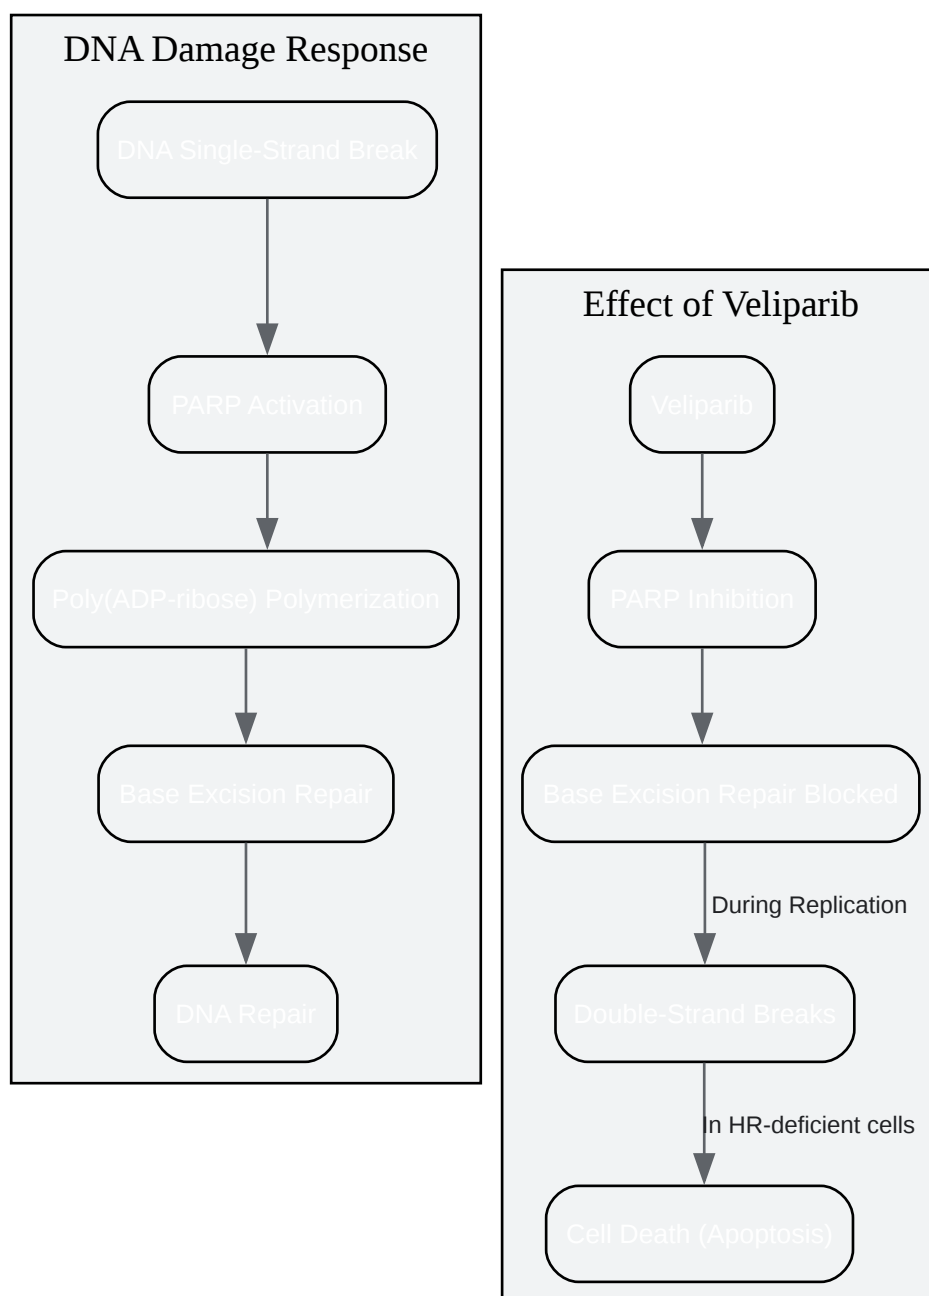 DNA Damage Response
DNA Single-Strand Break
PARP Activation
Poly(ADP-ribose) Polymerization
Base Excision Repair
DNA Repair
Effect of Veliparib
Veliparib
PARP Inhibition
Base Excision Repair Blocked
During Replication
Double-Strand Breaks
In HR-deficient cells
Cell Death (Apoptosis)